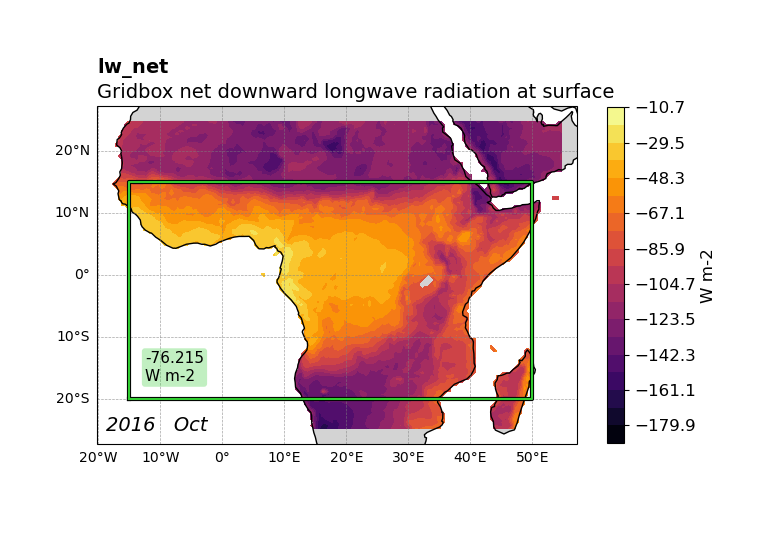 lw_net
Gridbox net downward longwave radiation at surface
20°N
10°N
0°
10°S
20°S
20°W
10°W
0°
10°E
20°E
30°E
40°E
50°E
-76.215
W m-2
2016 Oct
−10.7
−29.5
−48.3
−67.1
−85.9
−104.7
−123.5
−142.3
−161.1
−179.9
W m-2